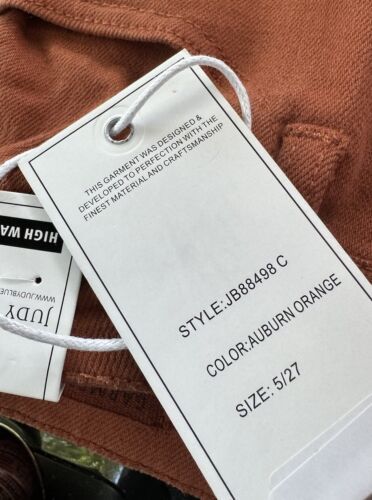 THIS GARMENT WAS DESIGNED &
DEVELOPED TO PERFECTION WITH THE
FINEST MATERIAL AND CRAFTSMANSHIP
STYLE:JB88498 C
COLOR:AUBURN ORANGE
SIZE: 5/27
HIGH WA
JUDY
WWW.JUDYBLUE